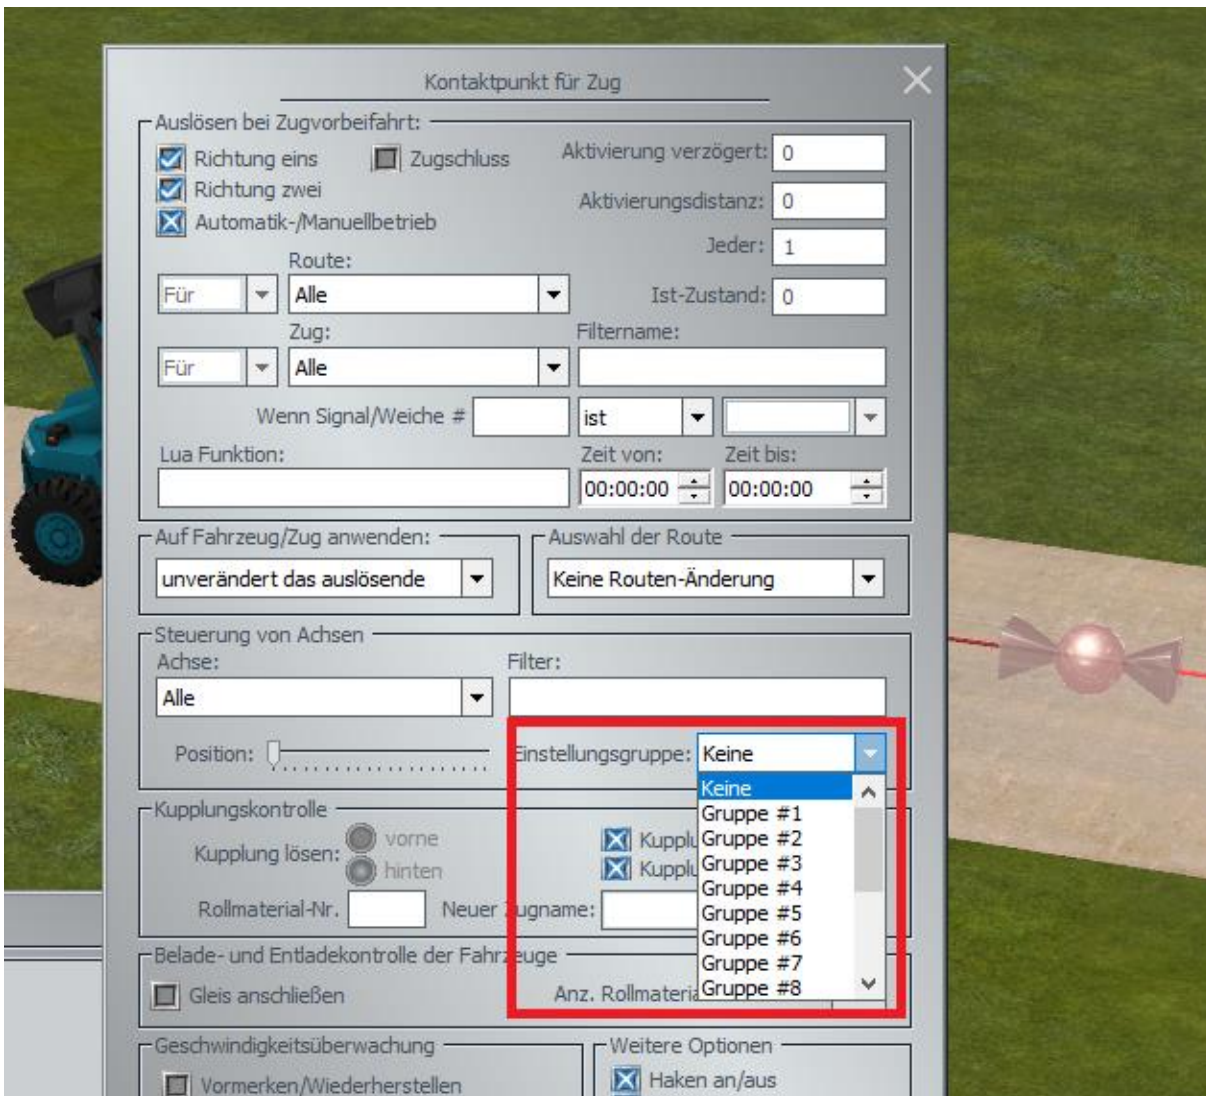 Kontaktpunkt für Zug
Auslösen bei Zugvorbeifahrt:
Richtung eins
Zugschluss
Aktivierung verzögert: 0
Richtung zwei
Aktivierungsdistanz: 0
Automatik-/Manuellbetrieb
Jeder: 1
Route:
Für
Alle
Ist-Zustand: 0
Zug:
Filtername:
Für
Alle
Wenn Signal/Weiche #
ist
Lua Funktion:
Zeit von:
Zeit bis:
00:00:00
00:00:00
Auf Fahrzeug/Zug anwenden:
Auswahl der Route
unverändert das auslösende
Keine Routen-Änderung
Steuerung von Achsen
Achse:
Filter:
Alle
Position:
Einstellungsgruppe: Keine
Keine
Gruppe #1
Gruppe #2
Gruppe #3
Gruppe #4
Gruppe #5
Gruppe #6
Gruppe #7
Gruppe #8
Kupplungskontrolle
Kupplung lösen:
vorne
hinten
Rollmaterial-Nr.
Neuer Zugname:
Belade- und Entladekontrolle der Fahrzeuge
Gleis anschließen
Anz.
Geschwindigkeitsüberwachung
Weitere Optionen
Vormerken/Wiederherstellen
Haken an/aus